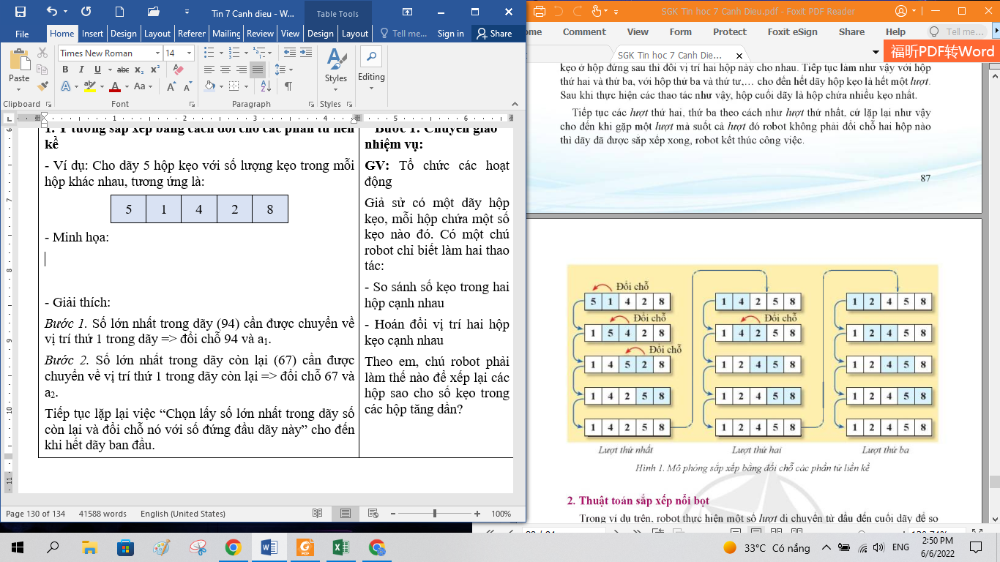 Tin 7 Canh dieu - W...
Table Tools
File Home Insert Design Layout Referer Mailing Review View Design Layout Tell me... Sign in Share
Paste
Times New Roman 14
Styles
Editing
Clipboard Font Paragraph Styles
1. Ý tưởng sắp xếp bằng cách đổi chỗ các phần tử liền
kề
- Ví dụ: Cho dãy 5 hộp kẹo với số lượng kẹo trong mỗi
hộp khác nhau, tương ứng là:
5 1 4 2 8
- Minh họa:
- Giải thích:
Bước 1. Số lớn nhất trong dãy (94) cần được chuyển về
vị trí thứ 1 trong dãy => đổi chỗ 94 và a1.
Bước 2. Số lớn nhất trong dãy còn lại (67) cần được
chuyển về vị trí thứ 1 trong dãy còn lại => đổi chỗ 67 và
a2.
Tiếp tục lặp lại việc “Chọn lấy số lớn nhất trong dãy số
còn lại và đổi chỗ nó với số đứng đầu dãy này” cho đến
khi hết dãy ban đầu.
Bước 1: Chuyển giao
nhiệm vụ:
GV: Tổ chức các hoạt
động
Giả sử có một dãy hộp
kẹo, mỗi hộp chứa một số
kẹo nào đó. Có một chú
robot chỉ biết làm hai thao
tác:
- So sánh số kẹo trong hai
hộp cạnh nhau
- Hoán đổi vị trí hai hộp
kẹo cạnh nhau
Theo em, chú robot phải
làm thế nào để xếp lại các
hộp sao cho số kẹo trong
các hộp tăng dần?
Page 130 of 134 41588 words English (United States) 100%
SGK Tin hoc 7 Canh Dieu.pdf - Foxit PDF Reader
ome Comment View Form Protect Foxit eSign Share Help Tell me...
SGK Tin hoc 7 Canh Die...
福昕PDF转Word
kẹo ở hộp đứng sau thì đổi vị trí hai hộp này cho nhau. Tiếp tục làm như vậy với hộp
thứ hai và thứ ba, với hộp thứ ba và thứ tư,... cho đến hết dãy hộp kẹo là hết một lượt.
Sau khi thực hiện các thao tác như vậy, hộp cuối dãy là hộp chứa nhiều kẹo nhất.
Tiếp tục các lượt thứ hai, thứ ba theo cách như lượt thứ nhất, cứ lặp lại như vậy
cho đến khi gặp một lượt mà suốt cả lượt đó robot không phải đổi chỗ hai hộp nào
thì dãy đã được sắp xếp xong, robot kết thúc công việc.
87
Đổi chỗ
5 1 4 2 8
Đổi chỗ
1 5 4 2 8
Đổi chỗ
1 4 5 2 8
1 4 2 5 8
1 4 2 5 8
Lượt thứ nhất
1 4 2 5 8
Đổi chỗ
1 4 2 5 8
1 2 4 5 8
1 2 4 5 8
1 2 4 5 8
Lượt thứ hai
1 2 4 5 8
1 2 4 5 8
1 2 4 5 8
1 2 4 5 8
1 2 4 5 8
Lượt thứ ba
Hình 1. Mô phỏng sắp xếp bằng đổi chỗ các phần tử liền kề
2. Thuật toán sắp xếp nổi bọt
Trong ví dụ trên, robot thực hiện một số lượt di chuyển từ đầu đến cuối dãy để so
33°C Có nắng ENG
2:50 PM
6/6/2022